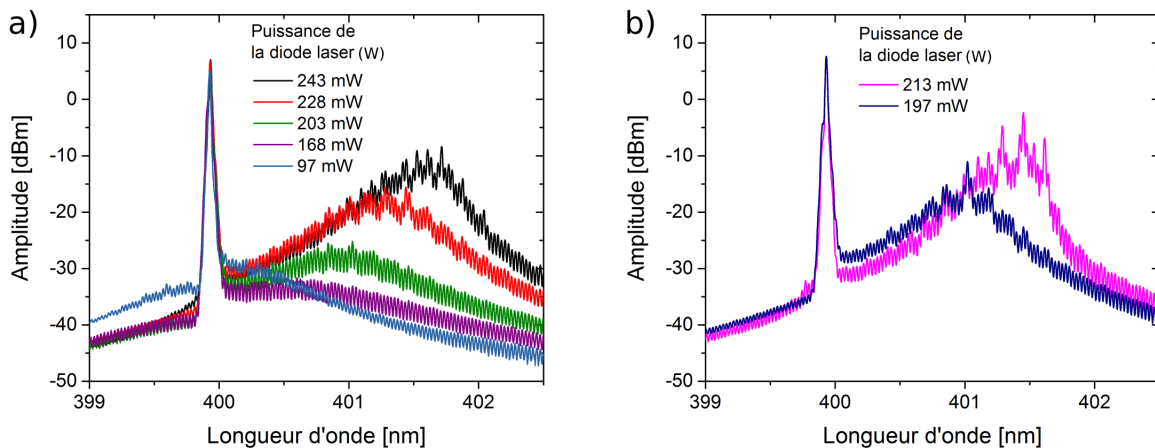 a)
Puissance de
la diode laser (W)
243 mW
228 mW
203 mW
168 mW
97 mW
10
0
-10
-20
-30
-40
-50
Amplitude [dBm]
399
400
401
402
Longueur d'onde [nm]
b)
Puissance de
la diode laser (W)
213 mW
197 mW
10
0
-10
-20
-30
-40
-50
Amplitude [dBm]
399
400
401
402
Longueur d'onde [nm]